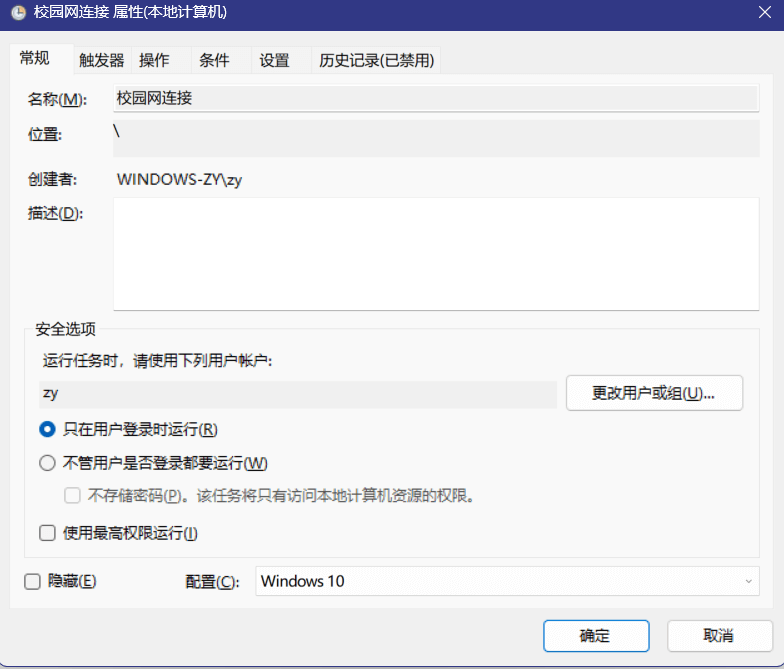 校园网连接 属性(本地计算机)
常规 触发器 操作 条件 设置 历史记录(已禁用)
名称(M): 校园网连接
位置: \
创建者: WINDOWS-ZY\zy
描述(D):
安全选项
运行任务时，请使用下列用户帐户:
zy 更改用户或组(U)...
只在用户登录时运行(R)
不管用户是否登录都要运行(W)
不存储密码(P)。该任务将只有访问本地计算机资源的权限。
使用最高权限运行(I)
隐藏(E) 配置(C): Windows 10
确定 取消